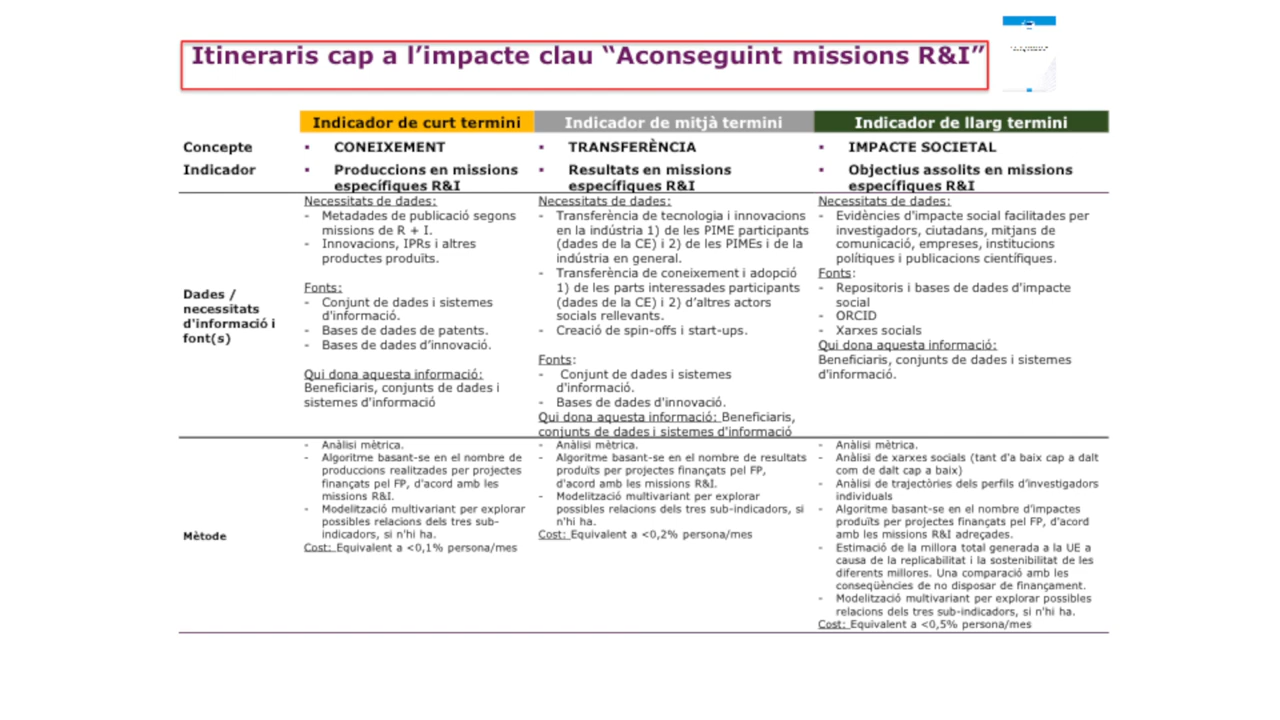 Itineraris cap a l’impacte clau “Aconseguint missions R&I”
Indicador de curt termini
Indicador de mitjà termini
Indicador de llarg termini
Concepte
▪ CONEIXEMENT
▪ TRANSFERÈNCIA
▪ IMPACTE SOCIETAL
Indicador
▪ Produccions en missions
específiques R&I
▪ Resultats en missions
específiques R&I
▪ Objectius assolits en missions
específiques R&I
Dades /
necessitats
d'informació i
font(s)
Necessitats de dades:
- Metadades de publicació segons
missions de R + I.
- Innovacions, IPRs i altres
productes produïts.
Fonts:
- Conjunt de dades i sistemes
d'informació.
- Bases de dades de patents.
- Bases de dades d’innovació.
Qui dona aquesta informació:
Beneficiaris, conjunts de dades i
sistemes d'informació
Necessitats de dades:
- Transferència de tecnologia i innovacions
en la indústria 1) de les PIME participants
(dades de la CE) i 2) de les PIMEs i de la
indústria en general.
- Transferència de coneixement i adopció
1) de les parts interessades participants
(dades de la CE) i 2) d’altres actors
socials rellevants.
- Creació de spin-offs i start-ups.
Fonts:
- Conjunt de dades i sistemes
d'informació.
- Bases de dades d'innovació.
Qui dona aquesta informació: Beneficiaris,
conjunts de dades i sistemes d'informació
Necessitats de dades:
- Evidències d'impacte social facilitades per
investigadors, ciutadans, mitjans de
comunicació, empreses, institucions
polítiques i publicacions científiques.
Fonts:
- Repositoris i bases de dades d’impacte
social
- ORCID
- Xarxes socials
Qui dona aquesta informació:
Beneficiaris, conjunts de dades i sistemes
d'informació.
Mètode
- Anàlisi mètrica.
- Algoritme basant-se en el nombre de
produccions realitzades per projectes
finançats pel FP, d'acord amb les
missions R&I.
- Modelització multivariant per explorar
possibles relacions dels tres sub-
indicadors, si n'hi ha.
Cost: Equivalent a <0,1% persona/mes
- Anàlisi mètrica.
- Algoritme basant-se en el nombre de resultats
produïts per projectes finançats pel FP,
d'acord amb les missions R&I.
- Modelització multivariant per explorar
possibles relacions dels tres sub-indicadors, si
n'hi ha.
Cost: Equivalent a <0,2% persona/mes
- Anàlisi mètrica.
- Anàlisi de xarxes socials (tant d'a baix cap a dalt
com de dalt cap a baix)
- Anàlisi de trajectòries dels perfils d’investigadors
individuals
- Algoritme basant-se en el nombre d’impactes
produïts per projectes finançats pel FP, d'acord
amb les missions R&I adreçades.
- Estimació de la millora total generada a la UE a
causa de la replicabilitat i la sostenibilitat de les
diferents millores. Una comparació amb les
conseqüències de no disposar de finançament.
- Modelització multivariant per explorar possibles
relacions dels tres sub-indicadors, si n'hi ha.
Cost: Equivalent a <0,5% persona/mes